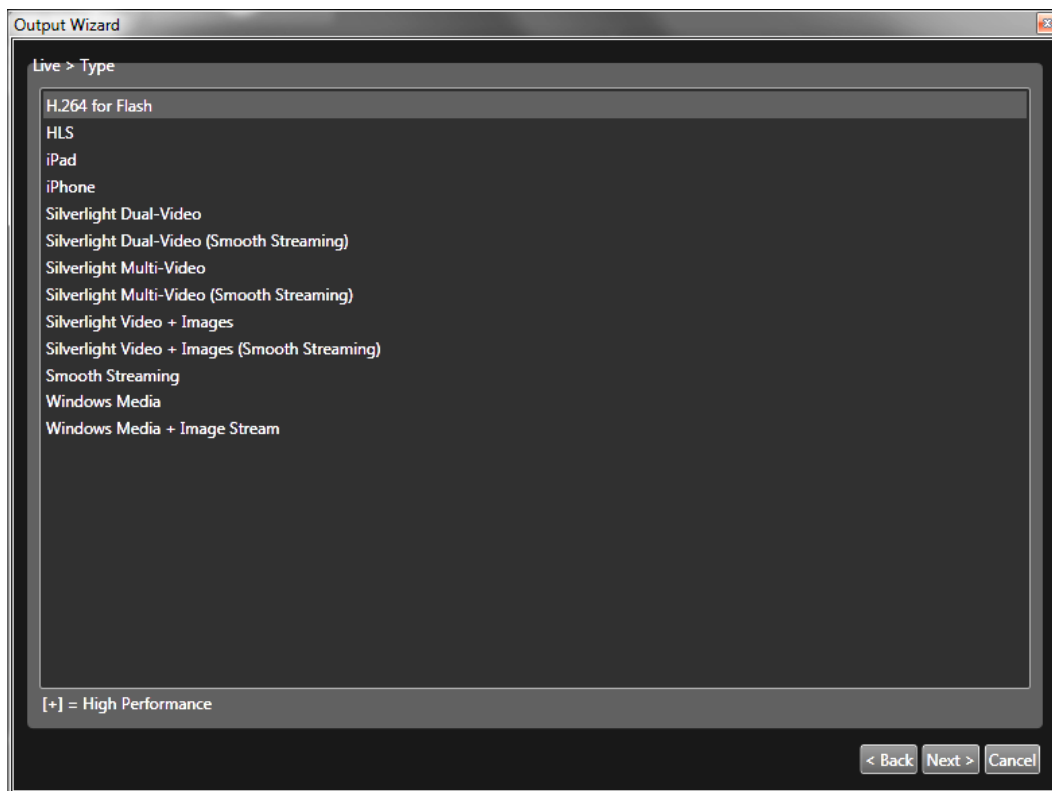 Output Wizard
Live > Type
H.264 for Flash
HLS
iPad
iPhone
Silverlight Dual-Video
Silverlight Dual-Video (Smooth Streaming)
Silverlight Multi-Video
Silverlight Multi-Video (Smooth Streaming)
Silverlight Video + Images
Silverlight Video + Images (Smooth Streaming)
Smooth Streaming
Windows Media
Windows Media + Image Stream
[+] = High Performance
< Back Next > Cancel